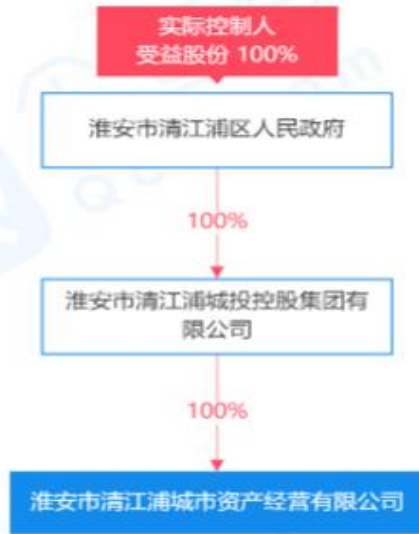 实际控制人
受益股份 100%
淮安市清江浦区人民政府
100%
淮安市清江浦城投控股集团有
限公司
100%
淮安市清江浦城市资产经营有限公司